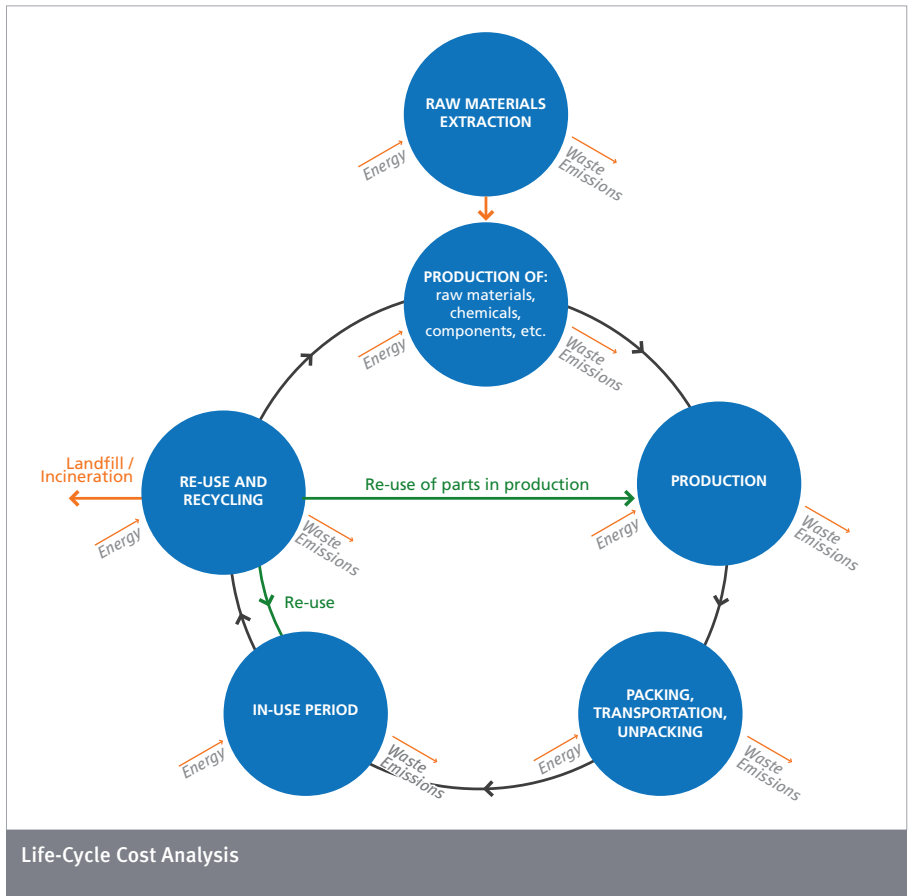 RAW MATERIALS
EXTRACTION
Energy
Waste
Emissions
PRODUCTION OF:
raw materials,
chemicals,
components, etc.
Energy
Waste
Emissions
Landfill /
Incineration
RE-USE AND
RECYCLING
Energy
Waste
Emissions
Re-use of parts in production
PRODUCTION
Energy
Waste
Emissions
Re-use
IN-USE PERIOD
Energy
Waste
Emissions
PACKING,
TRANSPORTATION,
UNPACKING
Energy
Waste
Emissions
Life-Cycle Cost Analysis